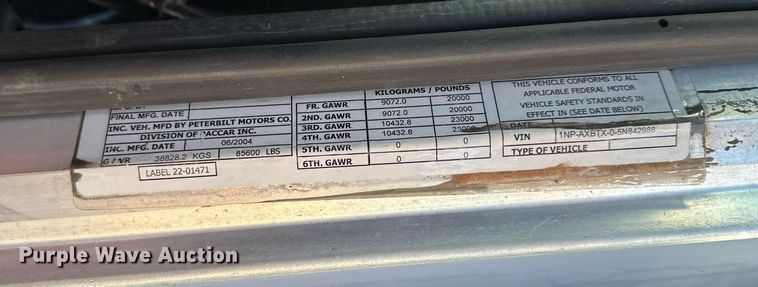 FINAL MFG. DATE
INC. VEH. MFD BY PETERBILT MOTORS CO.
DIVISION OF PACCAR INC.
INC. MFG. DATE 06/2004
38828.2 KGS 85600 LBS
LABEL 22-01471
KILOGRAMS / POUNDS
FR. GAWR 9072.0 20000
2ND. GAWR 9072.0 20000
3RD. GAWR 10432.8 23000
4TH. GAWR 10432.8 23000
5TH. GAWR 0 0
6TH. GAWR 0 0
THIS VEHICLE CONFORMS TO ALL
APPLICABLE FEDERAL MOTOR
VEHICLE SAFETY STANDARDS IN
EFFECT IN (SEE DATE BELOW)
DATE
VIN 1NP-AXBTX-0-5N842988
TYPE OF VEHICLE
Purple Wave Auction®